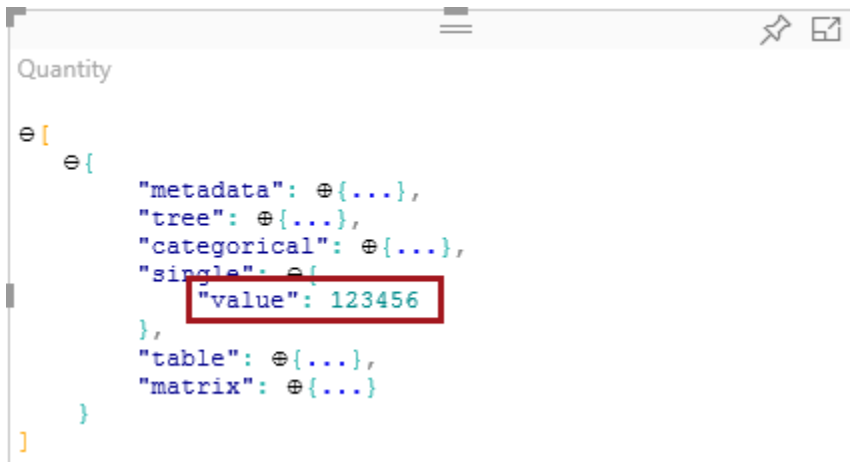 Quantity
[
{
"metadata": {...},
"tree": {...},
"categorical": {...},
"single": {
"value": 123456
},
"table": {...},
"matrix": {...}
}
]